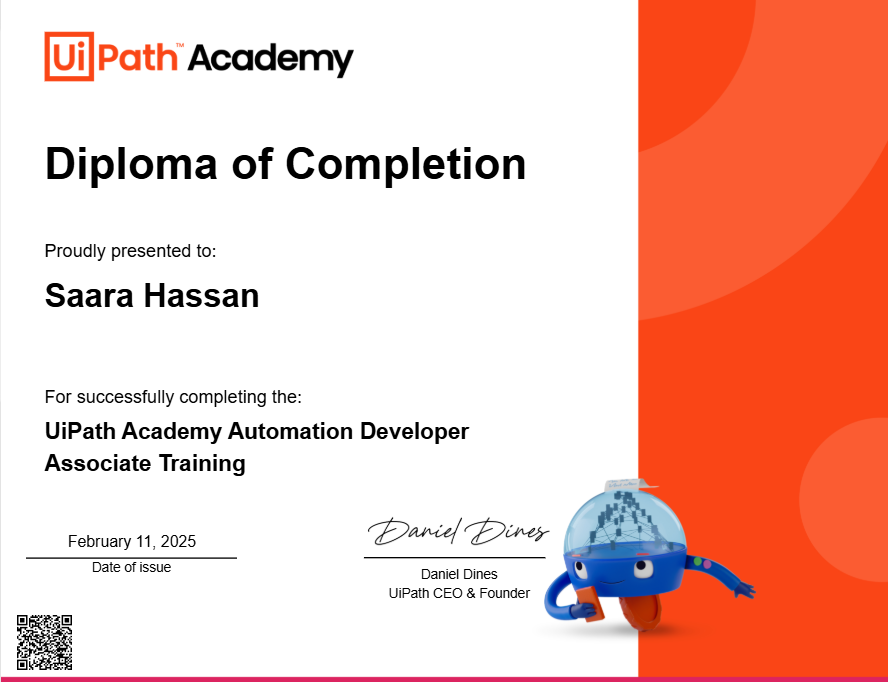 UiPath™ Academy
Diploma of Completion
Proudly presented to:
Saara Hassan
For successfully completing the:
UiPath Academy Automation Developer
Associate Training
February 11, 2025
Date of issue
Daniel Dines
Daniel Dines
UiPath CEO & Founder